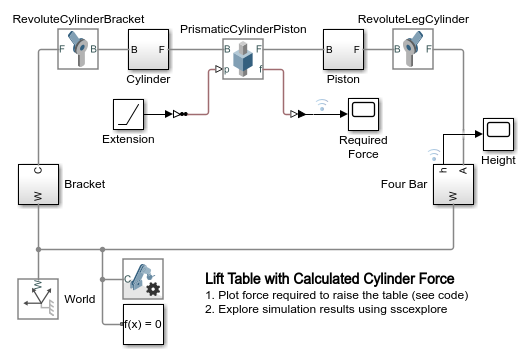 RevoluteCylinderBracket
PrismaticCylinderPiston
RevoluteLegCylinder
F
B
B
F
B
F
B
F
B
F
p
f
Cylinder
Piston
Extension
Required
Force
Height
C
W
Bracket
Four Bar
h
A
W
W
World
C
f(x) = 0
Lift Table with Calculated Cylinder Force
1. Plot force required to raise the table (see code)
2. Explore simulation results using sscexplore